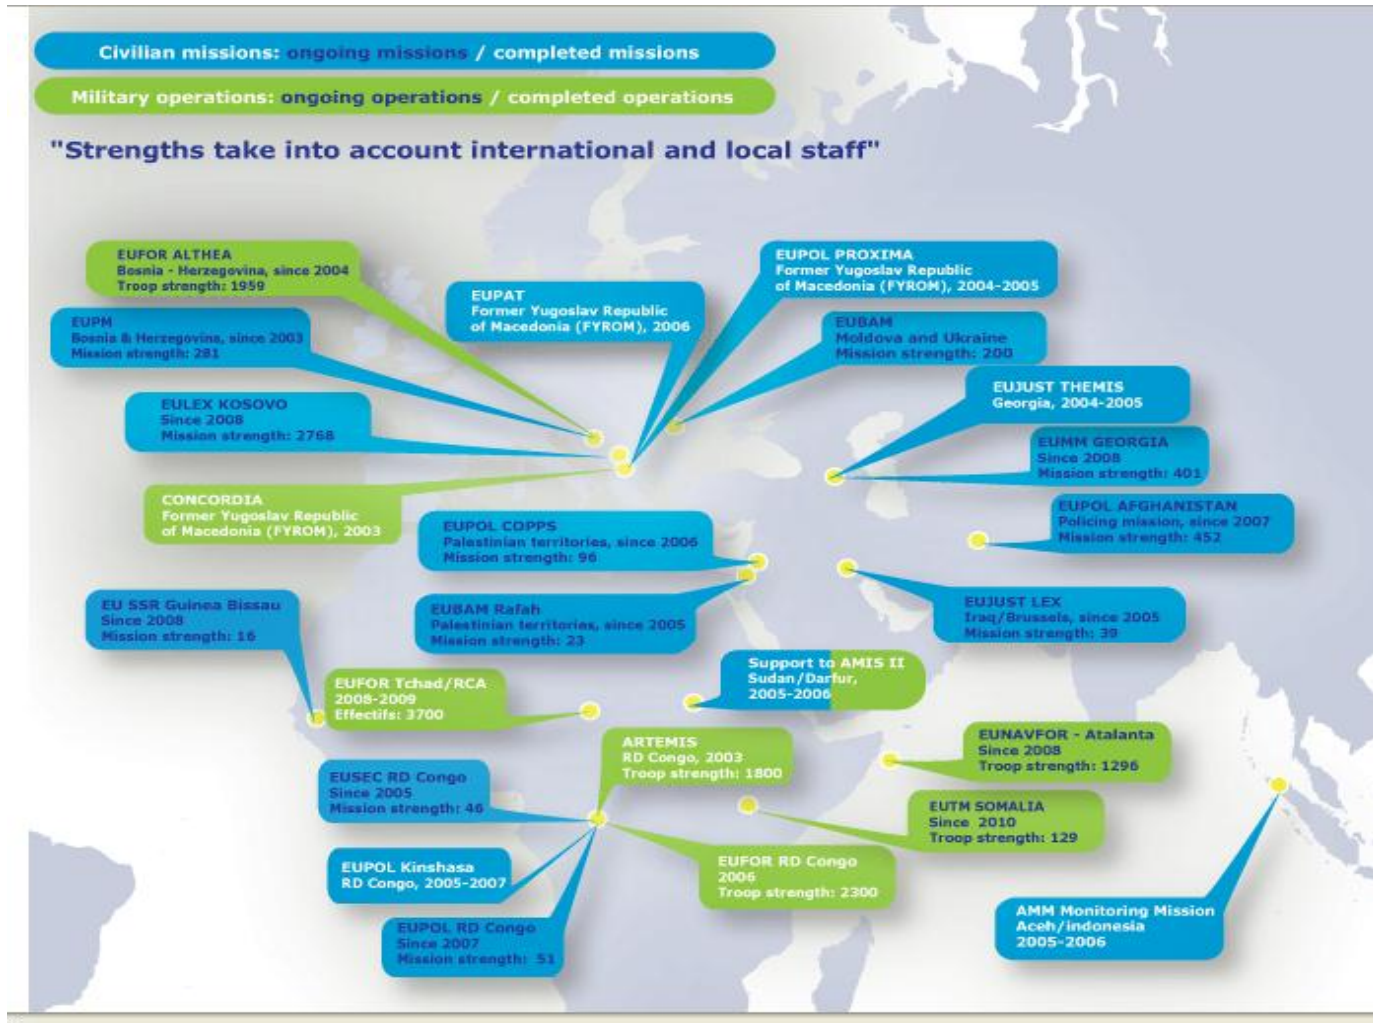 Civilian missions: ongoing missions / completed missions
Military operations: ongoing operations / completed operations
"Strengths take into account international and local staff"
EUFOR ALTHEA
Bosnia - Herzegovina, since 2004
Troop strength: 1959
EUPM
Bosnia & Herzegovina, since 2003
Mission strength: 281
EULEX KOSOVO
Since 2008
Mission strength: 2768
CONCORDIA
Former Yugoslav Republic
of Macedonia (FYROM), 2003
EUPAT
Former Yugoslav Republic
of Macedonia (FYROM), 2006
EUPOL PROXIMA
Former Yugoslav Republic
of Macedonia (FYROM), 2004-2005
EUBAM
Moldova and Ukraine
Mission strength: 200
EUJUST THEMIS
Georgia, 2004-2005
EUMM GEORGIA
Since 2008
Mission strength: 401
EUPOL AFGHANISTAN
Policing mission, since 2007
Mission strength: 452
EUPOL COPPS
Palestinian territories, since 2006
Mission strength: 96
EUBAM Rafah
Palestinian territories, since 2005
Mission strength: 23
EUJUST LEX
Iraq/Brussels, since 2005
Mission strength: 39
EU SSR Guinea Bissau
Since 2008
Mission strength: 16
EUFOR Tchad/RCA
2008-2009
Effectifs: 3700
Support to AMIS II
Sudan/Darfur,
2005-2006
ARTEMIS
RD Congo, 2003
Troop strength: 1800
EUNAVFOR - Atalanta
Since 2008
Troop strength: 1296
EUSEC RD Congo
Since 2005
Mission strength: 46
EUTM SOMALIA
Since 2010
Troop strength: 129
EUPOL Kinshasa
RD Congo, 2005-2007
EUFOR RD Congo
2006
Troop strength: 2300
EUPOL RD Congo
Since 2007
Mission strength: 51
AMM Monitoring Mission
Aceh/indonesia
2005-2006